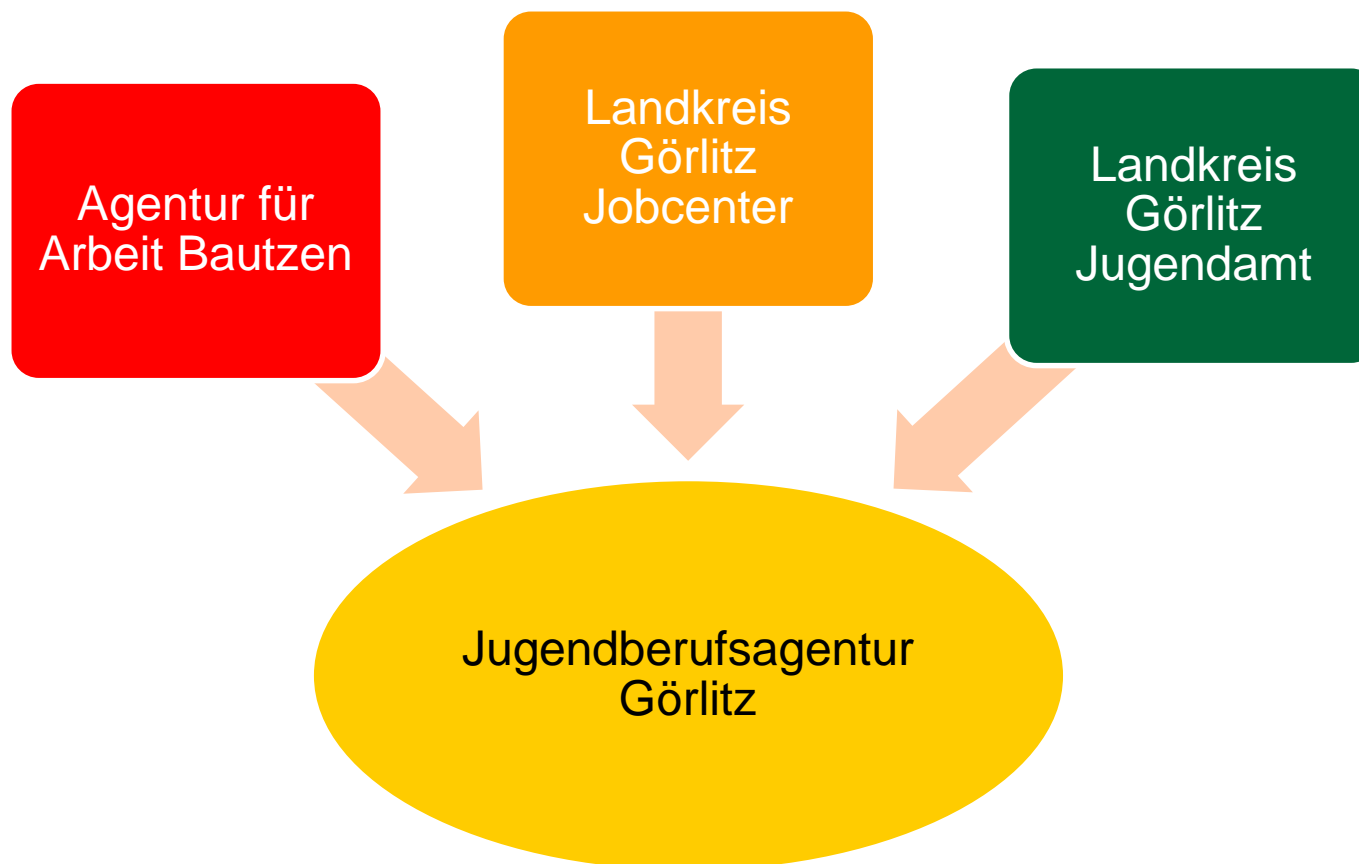 Agentur für
Arbeit Bautzen
Landkreis
Görlitz
Jobcenter
Landkreis
Görlitz
Jugendamt
Jugendberufsagentur
Görlitz